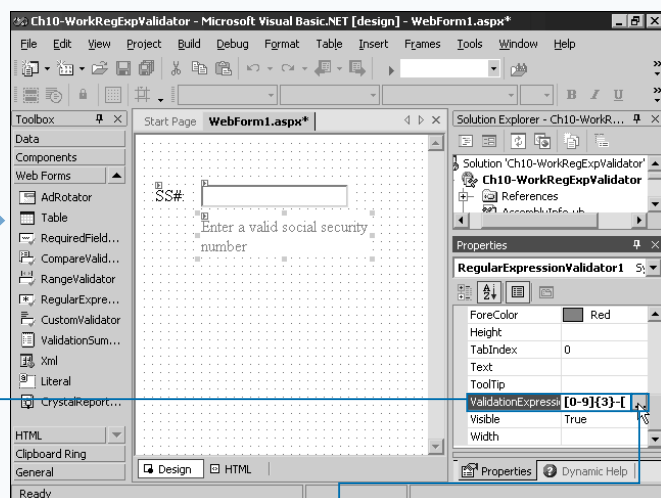 Ch10-WorkRegExpValidator - Microsoft Visual Basic.NET [design] - WebForm1.aspx*
File Edit View Project Build Debug Format Table Insert Frames Tools Window Help
B I U
Toolbox
Data
Components
Web Forms
AdRotator
Table
RequiredField...
CompareValid...
RangeValidator
RegularExpre...
CustomValidator
ValidationSum...
Xml
Literal
CrystalReport...
HTML
Clipboard Ring
General
Start Page WebForm1.aspx*
SS#:
Enter a valid social security
number
Design HTML
Solution Explorer - Ch10-WorkR...
Solution 'Ch10-WorkRegExpValidator'
Ch10-WorkRegExpValidator
References
AssemblyInfo.vb
Properties
RegularExpressionValidator1 Sy
ForeColor Red
Height
TabIndex 0
Text
ToolTip
ValidationExpressi [0-9]{3}-[ ...
Visible True
Width
Properties Dynamic Help
Ready